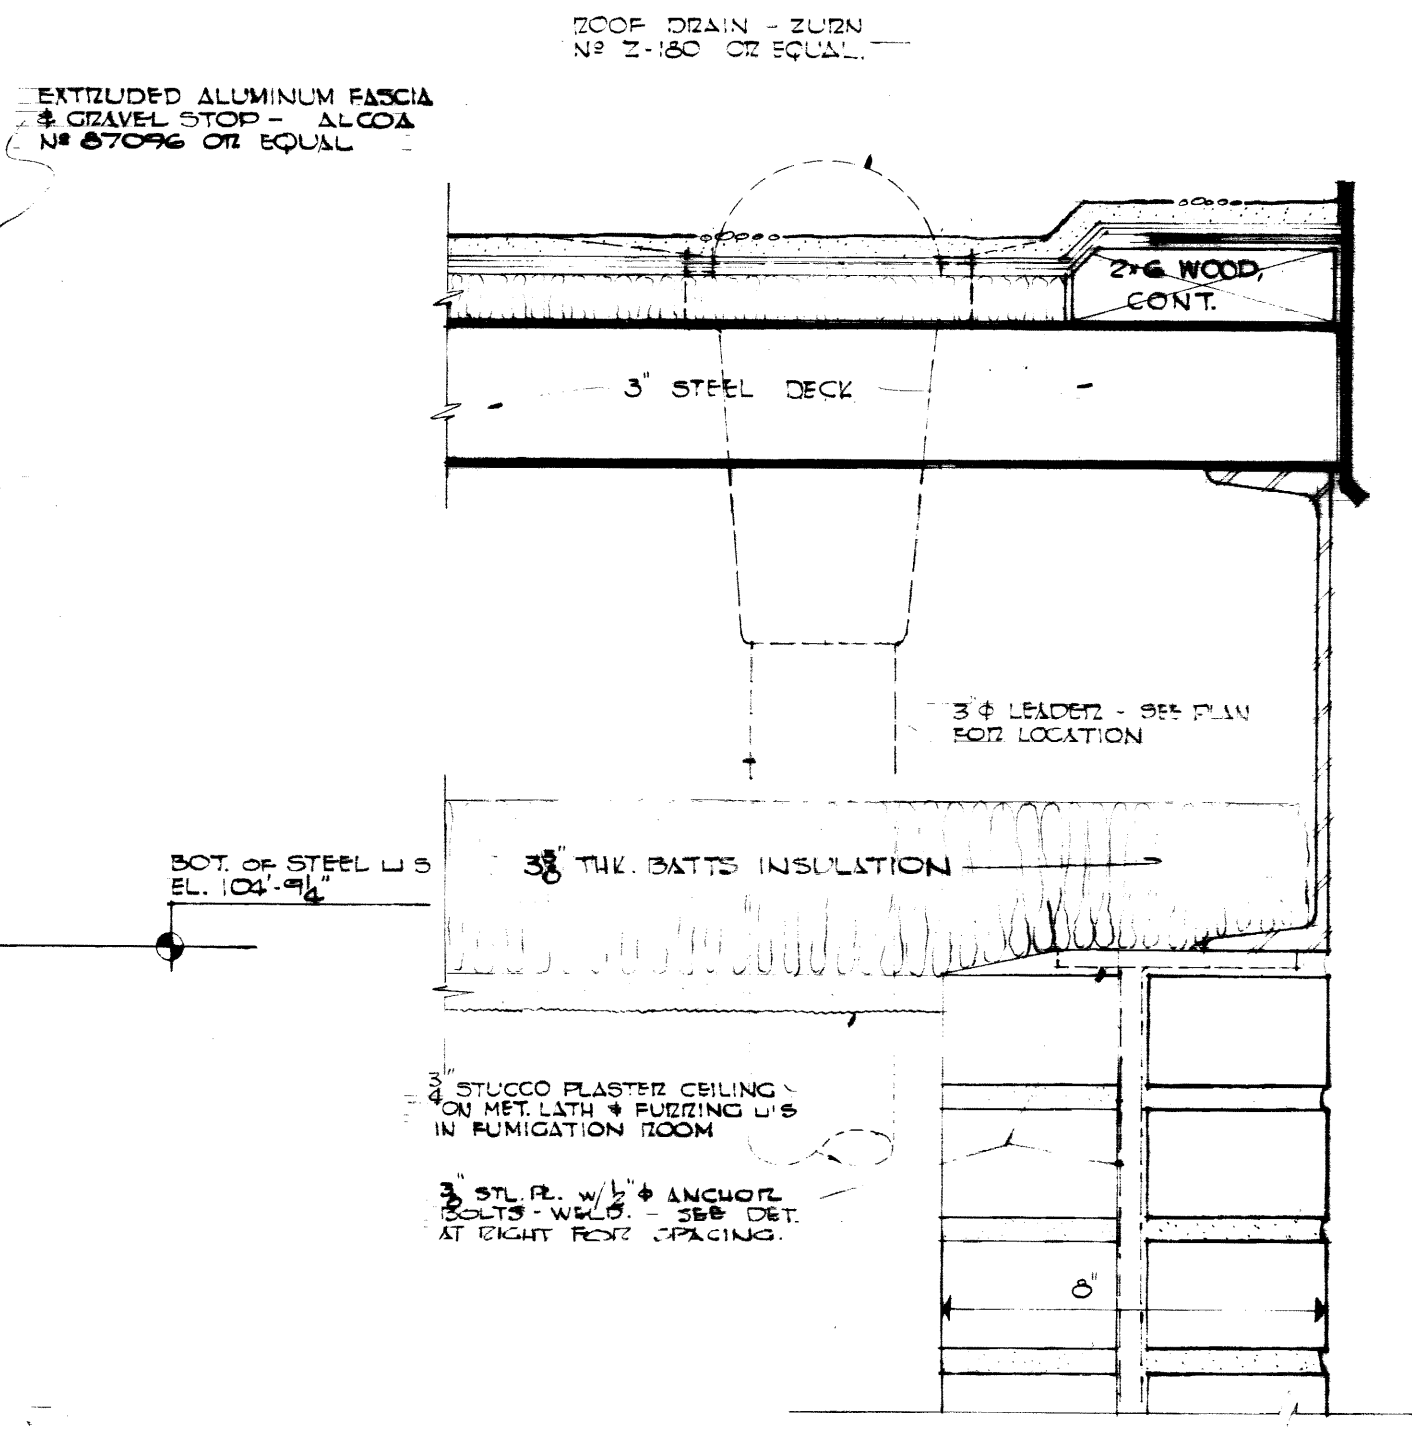 ROOF DRAIN - ZURN
Nº Z-180 OR EQUAL.
EXTRUDED ALUMINUM FASCIA
& GRAVEL STOP - ALCOA
Nº 87096 OR EQUAL
2x6 WOOD,
CONT.
3" STEEL DECK
3"φ LEADER - SEE PLAN
FOR LOCATION
BOT. OF STEEL ⊔S
EL. 104'-9¼"
3⅝" THK. BATTS INSULATION
¾" STUCCO PLASTER CEILING
ON MET. LATH & FURRING ⊔'S
IN FUMIGATION ROOM
⅜" STL. PL. W/ ½"φ ANCHOR
BOLTS - WELD. - SEE DET.
AT RIGHT FOR SPACING.
8"